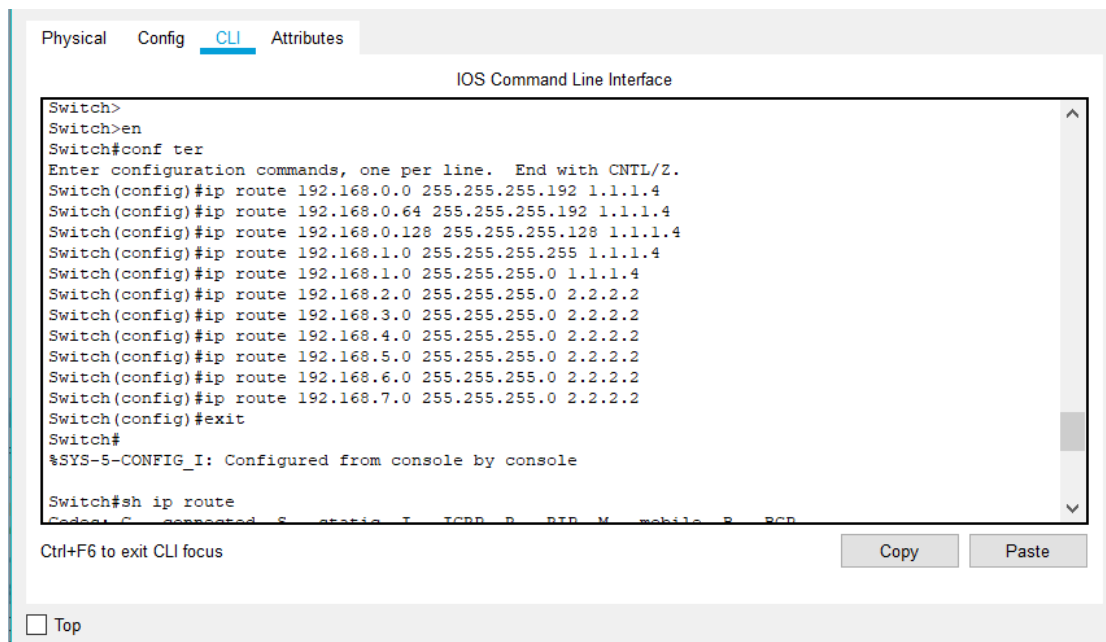 Physical Config CLI Attributes
IOS Command Line Interface
Switch>
Switch>en
Switch#conf ter
Enter configuration commands, one per line.  End with CNTL/Z.
Switch(config)#ip route 192.168.0.0 255.255.255.192 1.1.1.4
Switch(config)#ip route 192.168.0.64 255.255.255.192 1.1.1.4
Switch(config)#ip route 192.168.0.128 255.255.255.128 1.1.1.4
Switch(config)#ip route 192.168.1.0 255.255.255.255 1.1.1.4
Switch(config)#ip route 192.168.1.0 255.255.255.0 1.1.1.4
Switch(config)#ip route 192.168.2.0 255.255.255.0 2.2.2.2
Switch(config)#ip route 192.168.3.0 255.255.255.0 2.2.2.2
Switch(config)#ip route 192.168.4.0 255.255.255.0 2.2.2.2
Switch(config)#ip route 192.168.5.0 255.255.255.0 2.2.2.2
Switch(config)#ip route 192.168.6.0 255.255.255.0 2.2.2.2
Switch(config)#ip route 192.168.7.0 255.255.255.0 2.2.2.2
Switch(config)#exit
Switch#
%SYS-5-CONFIG_I: Configured from console by console
Switch#sh ip route
Codes: C - connected, S - static, I - IGRP, R - RIP, M - mobile, B - BGP
Ctrl+F6 to exit CLI focus
Copy Paste
Top